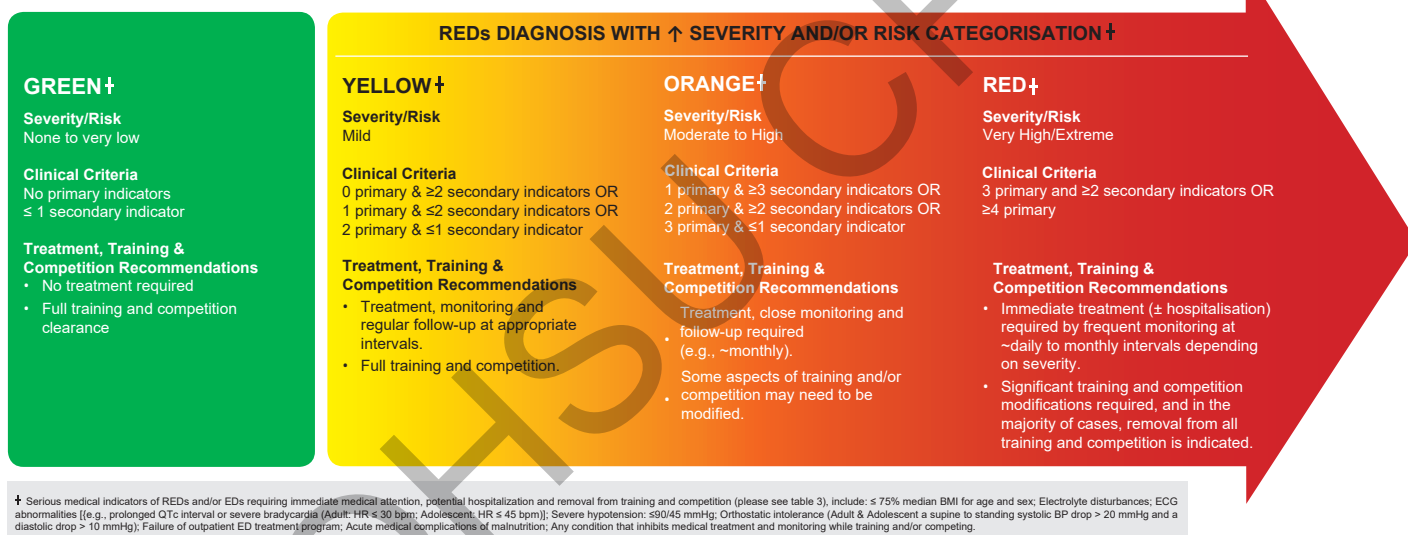 REDs DIAGNOSIS WITH ↑ SEVERITY AND/OR RISK CATEGORISATION ⸸
GREEN ⸸
Severity/Risk
None to very low
Clinical Criteria
No primary indicators
≤ 1 secondary indicator
Treatment, Training &
Competition Recommendations
• No treatment required
• Full training and competition
clearance
YELLOW ⸸
Severity/Risk
Mild
Clinical Criteria
0 primary & ≥2 secondary indicators OR
1 primary & ≤2 secondary indicators OR
2 primary & ≤1 secondary indicator
Treatment, Training &
Competition Recommendations
• Treatment, monitoring and
regular follow-up at appropriate
intervals.
• Full training and competition.
ORANGE ⸸
Severity/Risk
Moderate to High
Clinical Criteria
1 primary & ≥3 secondary indicators OR
2 primary & ≥2 secondary indicators OR
3 primary & ≤1 secondary indicator
Treatment, Training &
Competition Recommendations
Treatment, close monitoring and
• follow-up required
(e.g., ~monthly).
Some aspects of training and/or
• competition may need to be
modified.
RED ⸸
Severity/Risk
Very High/Extreme
Clinical Criteria
3 primary and ≥2 secondary indicators OR
≥4 primary
Treatment, Training &
Competition Recommendations
• Immediate treatment (± hospitalisation)
required by frequent monitoring at
~daily to monthly intervals depending
on severity.
• Significant training and competition
modifications required, and in the
majority of cases, removal from all
training and competition is indicated.
⸸ Serious medical indicators of REDs and/or EDs requiring immediate medical attention, potential hospitalization and removal from training and competition (please see table 3), include: ≤ 75% median BMI for age and sex; Electrolyte disturbances; ECG
abnormalities [(e.g., prolonged QTc interval or severe bradycardia (Adult: HR ≤ 30 bpm; Adolescent: HR ≤ 45 bpm)]; Severe hypotension: ≤90/45 mmHg; Orthostatic intolerance (Adult & Adolescent a supine to standing systolic BP drop > 20 mmHg and a
diastolic drop > 10 mmHg); Failure of outpatient ED treatment program; Acute medical complications of malnutrition; Any condition that inhibits medical treatment and monitoring while training and/or competing.
OHSU